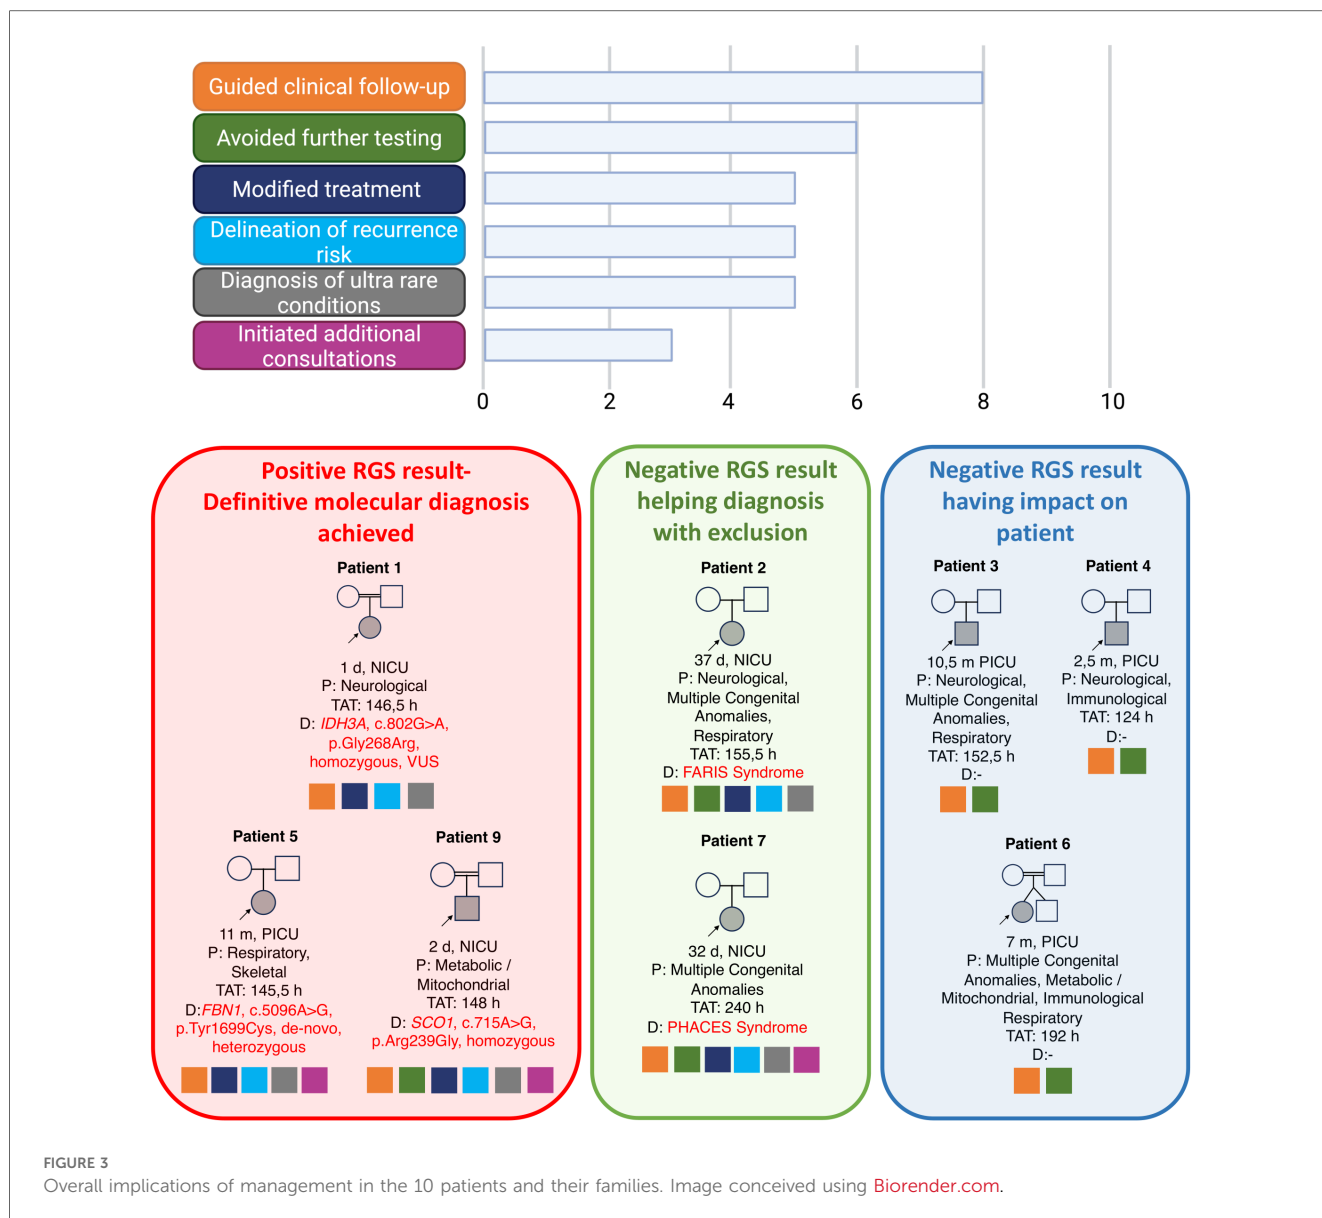 Guided clinical follow-up
Avoided further testing
Modified treatment
Delineation of recurrence
risk
Diagnosis of ultra rare
conditions
Initiated additional
consultations
0 2 4 6 8 10
Positive RGS result-
Definitive molecular diagnosis
achieved
Patient 1
1 d, NICU
P: Neurological
TAT: 146,5 h
D: IDH3A, c.802G>A,
p.Gly268Arg,
homozygous, VUS
Patient 5
11 m, PICU
P: Respiratory,
Skeletal
TAT: 145,5 h
D:FBN1, c.5096A>G,
p.Tyr1699Cys, de-novo,
heterozygous
Patient 9
2 d, NICU
P: Metabolic /
Mitochondrial
TAT: 148 h
D: SCO1, c.715A>G,
p.Arg239Gly, homozygous
Negative RGS result
helping diagnosis
with exclusion
Patient 2
37 d, NICU
P: Neurological,
Multiple Congenital
Anomalies,
Respiratory
TAT: 155,5 h
D: FARIS Syndrome
Patient 7
32 d, NICU
P: Multiple Congenital
Anomalies
TAT: 240 h
D: PHACES Syndrome
Negative RGS result
having impact on
patient
Patient 3
10,5 m PICU
P: Neurological,
Multiple Congenital
Anomalies,
Respiratory
TAT: 152,5 h
D:-
Patient 4
2,5 m, PICU
P: Neurological,
Immunological
TAT: 124 h
D:-
Patient 6
7 m, PICU
P: Multiple Congenital
Anomalies, Metabolic /
Mitochondrial, Immunological
Respiratory
TAT: 192 h
D:-
FIGURE 3
Overall implications of management in the 10 patients and their families. Image conceived using Biorender.com.